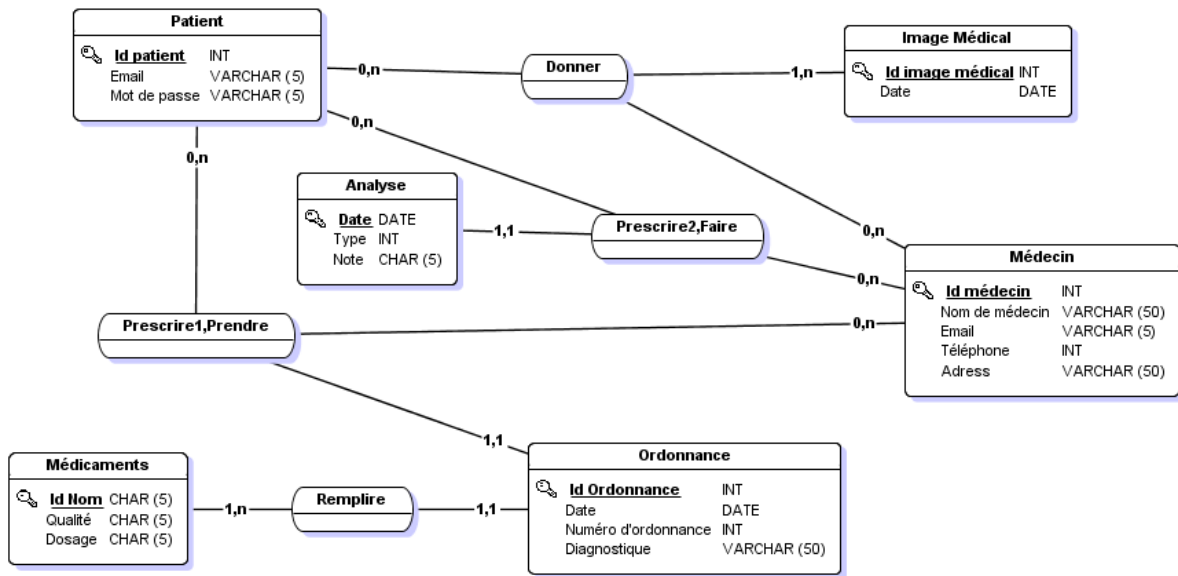 Patient
Id patient INT
Email VARCHAR (5)
Mot de passe VARCHAR (5)
0,n
Donner
1,n
Image Médical
Id image médical INT
Date DATE
0,n
0,n
Analyse
Date DATE
Type INT
Note CHAR (5)
1,1
Prescrire2,Faire
0,n
0,n
Médecin
Id médecin INT
Nom de médecin VARCHAR (50)
Email VARCHAR (5)
Téléphone INT
Adress VARCHAR (50)
Prescrire1,Prendre
0,n
1,1
Médicaments
Id Nom CHAR (5)
Qualité CHAR (5)
Dosage CHAR (5)
1,n
Remplire
1,1
Ordonnance
Id Ordonnance INT
Date DATE
Numéro d'ordonnance INT
Diagnostique VARCHAR (50)